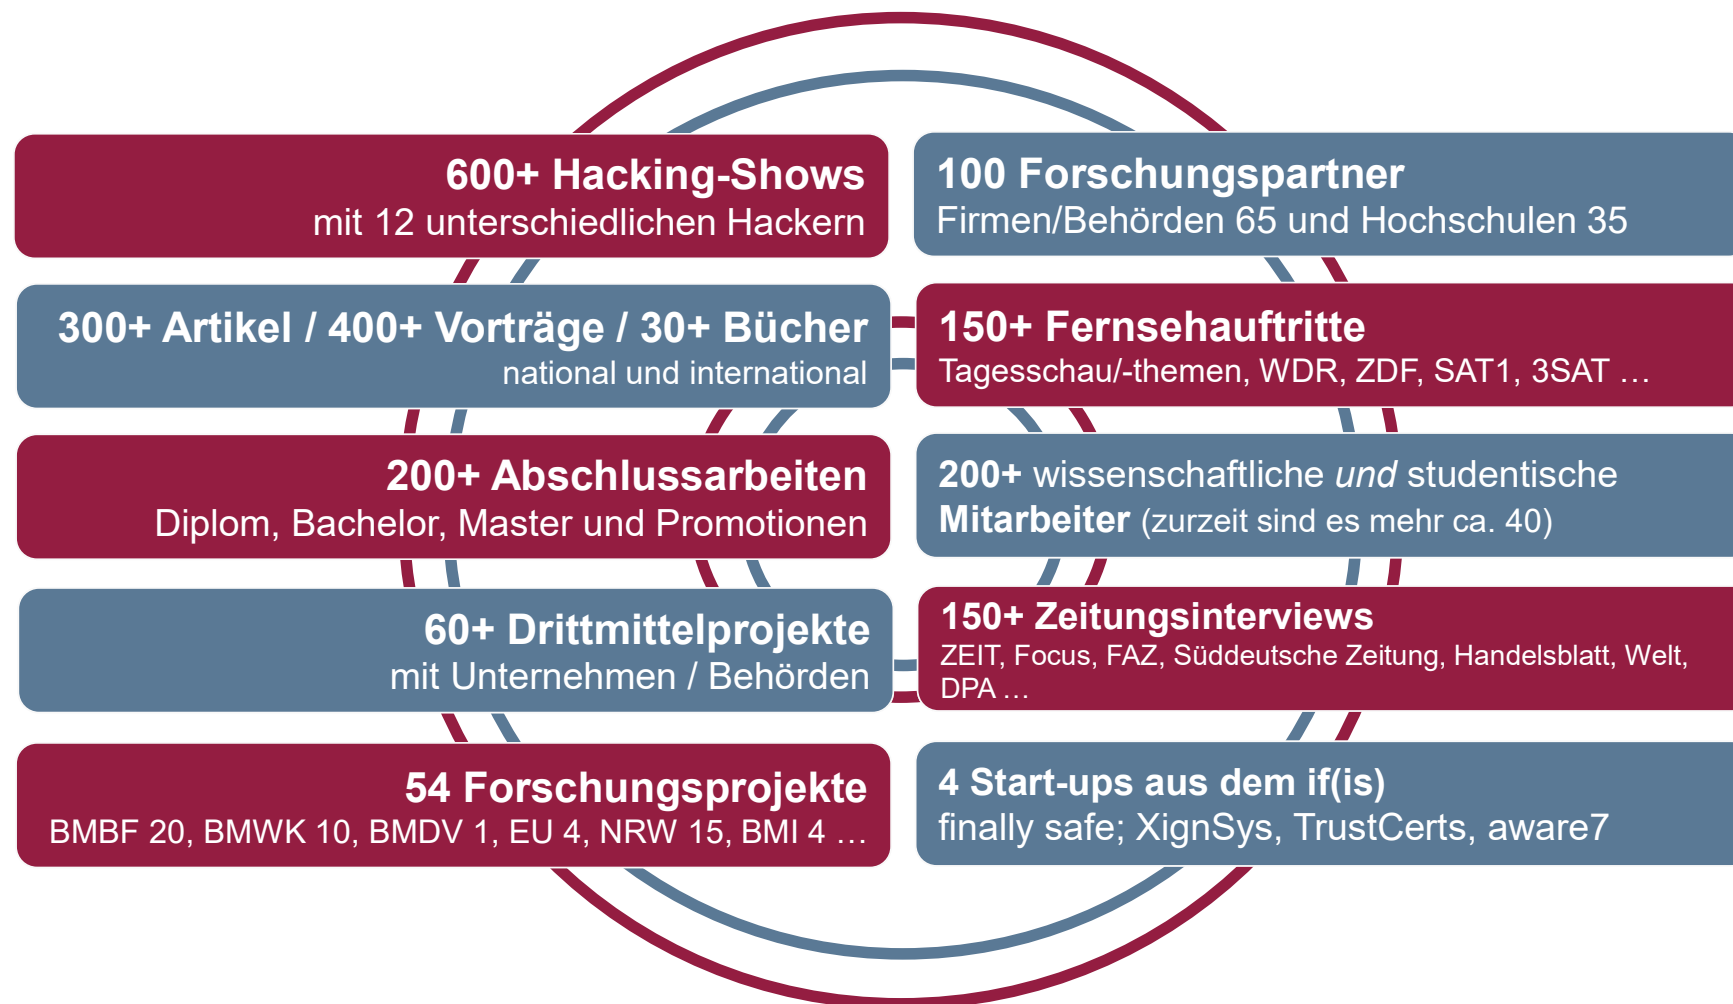 600+ Hacking-Shows
mit 12 unterschiedlichen Hackern
300+ Artikel / 400+ Vorträge / 30+ Bücher
national und international
200+ Abschlussarbeiten
Diplom, Bachelor, Master und Promotionen
60+ Drittmittelprojekte
mit Unternehmen / Behörden
54 Forschungsprojekte
BMBF 20, BMWK 10, BMDV 1, EU 4, NRW 15, BMI 4 …
100 Forschungspartner
Firmen/Behörden 65 und Hochschulen 35
150+ Fernsehauftritte
Tagesschau/-themen, WDR, ZDF, SAT1, 3SAT …
200+ wissenschaftliche und studentische
Mitarbeiter (zurzeit sind es mehr ca. 40)
150+ Zeitungsinterviews
ZEIT, Focus, FAZ, Süddeutsche Zeitung, Handelsblatt, Welt,
DPA …
4 Start-ups aus dem if(is)
finally safe; XignSys, TrustCerts, aware7